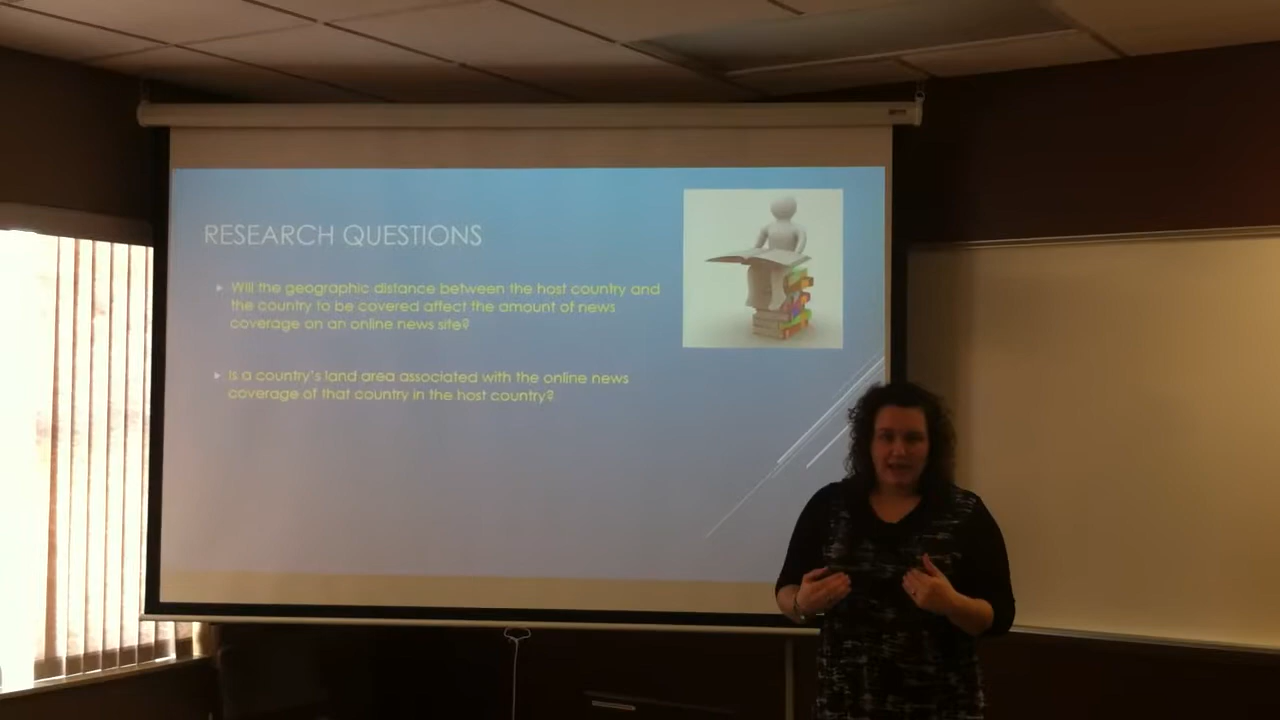 RESEARCH QUESTIONS
Will the geographic distance between the host country and
the country to be covered affect the amount of news
coverage on an online news site?
Is a country's land area associated with the online news
coverage of that country in the host country?